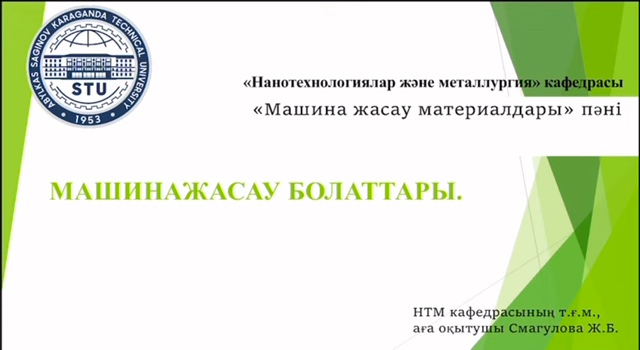 ABYLKAS SAGINOV KARAGANDA TECHNICAL UNIVERSITY
STU
• 1953 •
«Нанотехнологиялар және металлургия» кафедрасы
«Машина жасау материалдары» пәні
МАШИНАЖАСАУ БОЛАТТАРЫ.
НТМ кафедрасының т.ғ.м.,
аға оқытушы Смагулова Ж.Б.